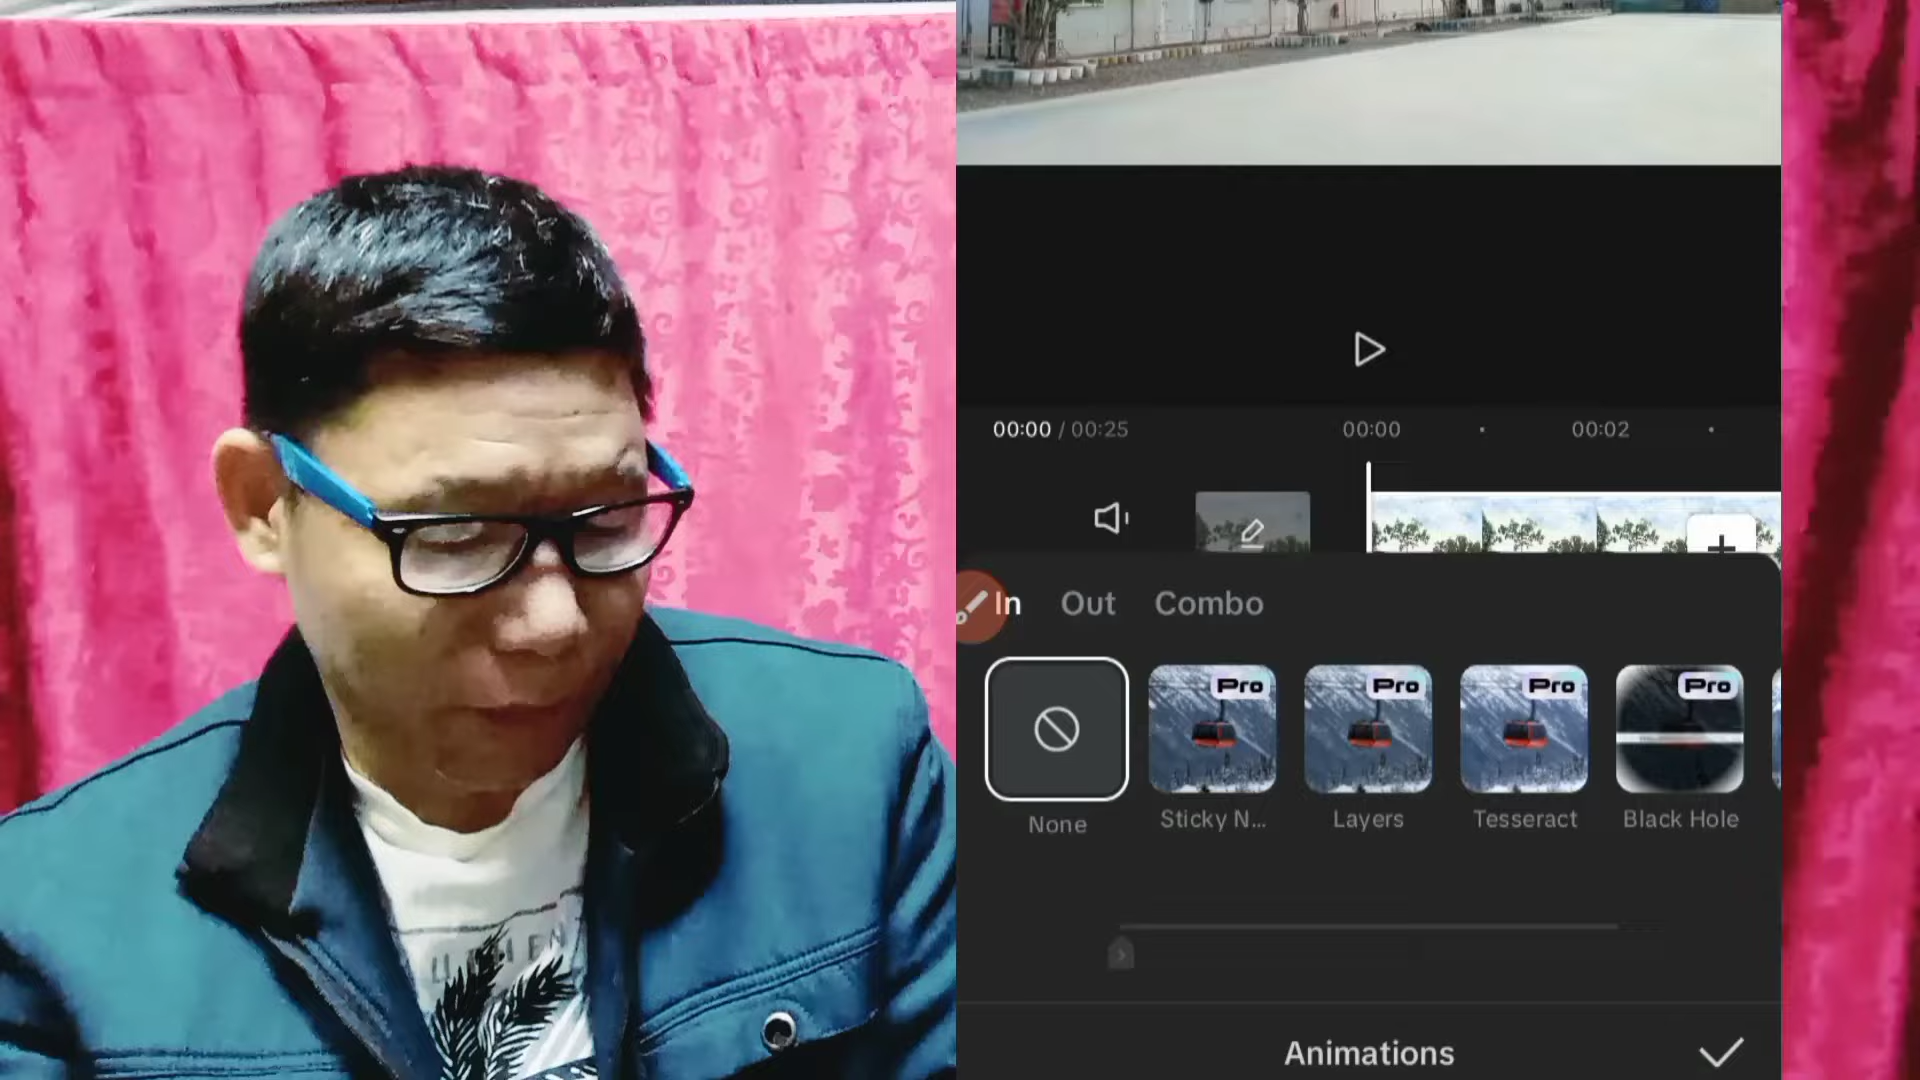 00:00 / 00:25 00:00 00:02
In Out Combo
Pro Pro Pro Pro
None Sticky N... Layers Tesseract Black Hole
Animations